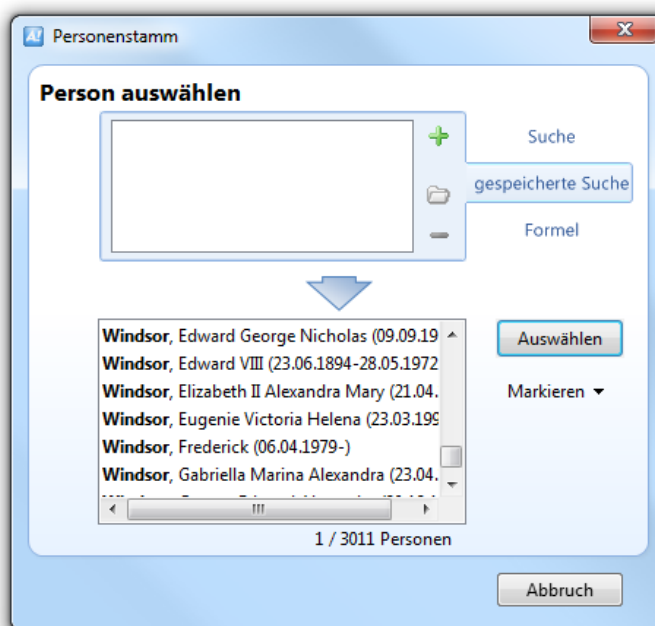 A! Personenstamm
Person auswählen
Suche
gespeicherte Suche
Formel
Windsor, Edward George Nicholas (09.09.19
Windsor, Edward VIII (23.06.1894-28.05.1972
Windsor, Elizabeth II Alexandra Mary (21.04.
Windsor, Eugenie Victoria Helena (23.03.199
Windsor, Frederick (06.04.1979-)
Windsor, Gabriella Marina Alexandra (23.04.
Auswählen
Markieren
1 / 3011 Personen
Abbruch